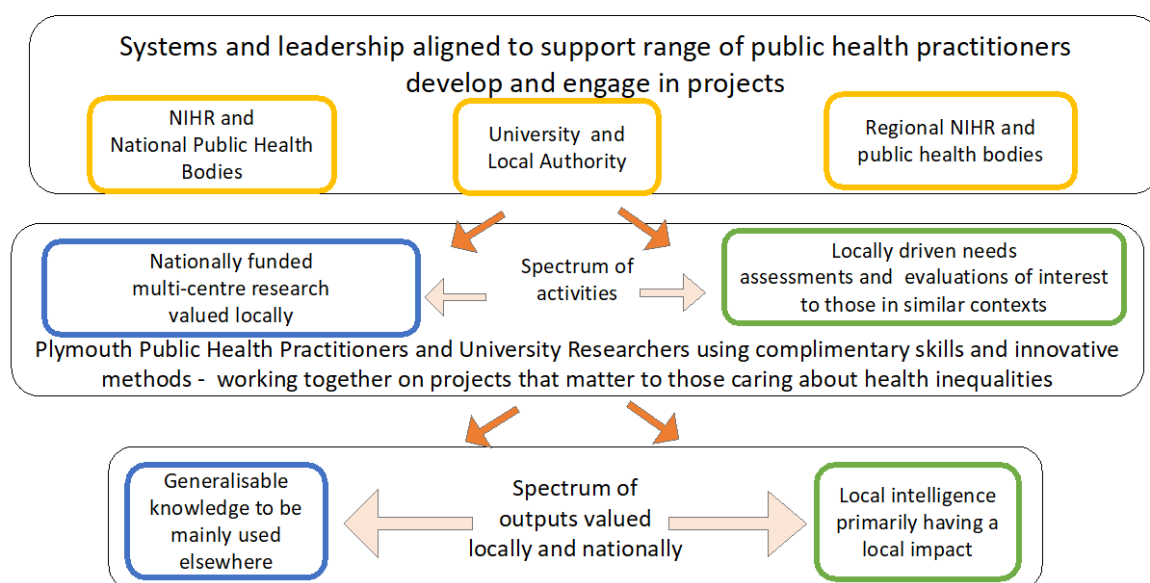 Systems and leadership aligned to support range of public health practitioners
develop and engage in projects
NIHR and
National Public Health
Bodies
University and
Local Authority
Regional NIHR and
public health bodies
Nationally funded
multi-centre research
valued locally
Spectrum of
activities
Locally driven needs
assessments and evaluations of interest
to those in similar contexts
Plymouth Public Health Practitioners and University Researchers using complimentary skills and innovative
methods - working together on projects that matter to those caring about health inequalities
Generalisable
knowledge to be
mainly used
elsewhere
Spectrum of
outputs valued
locally and nationally
Local intelligence
primarily having a
local impact